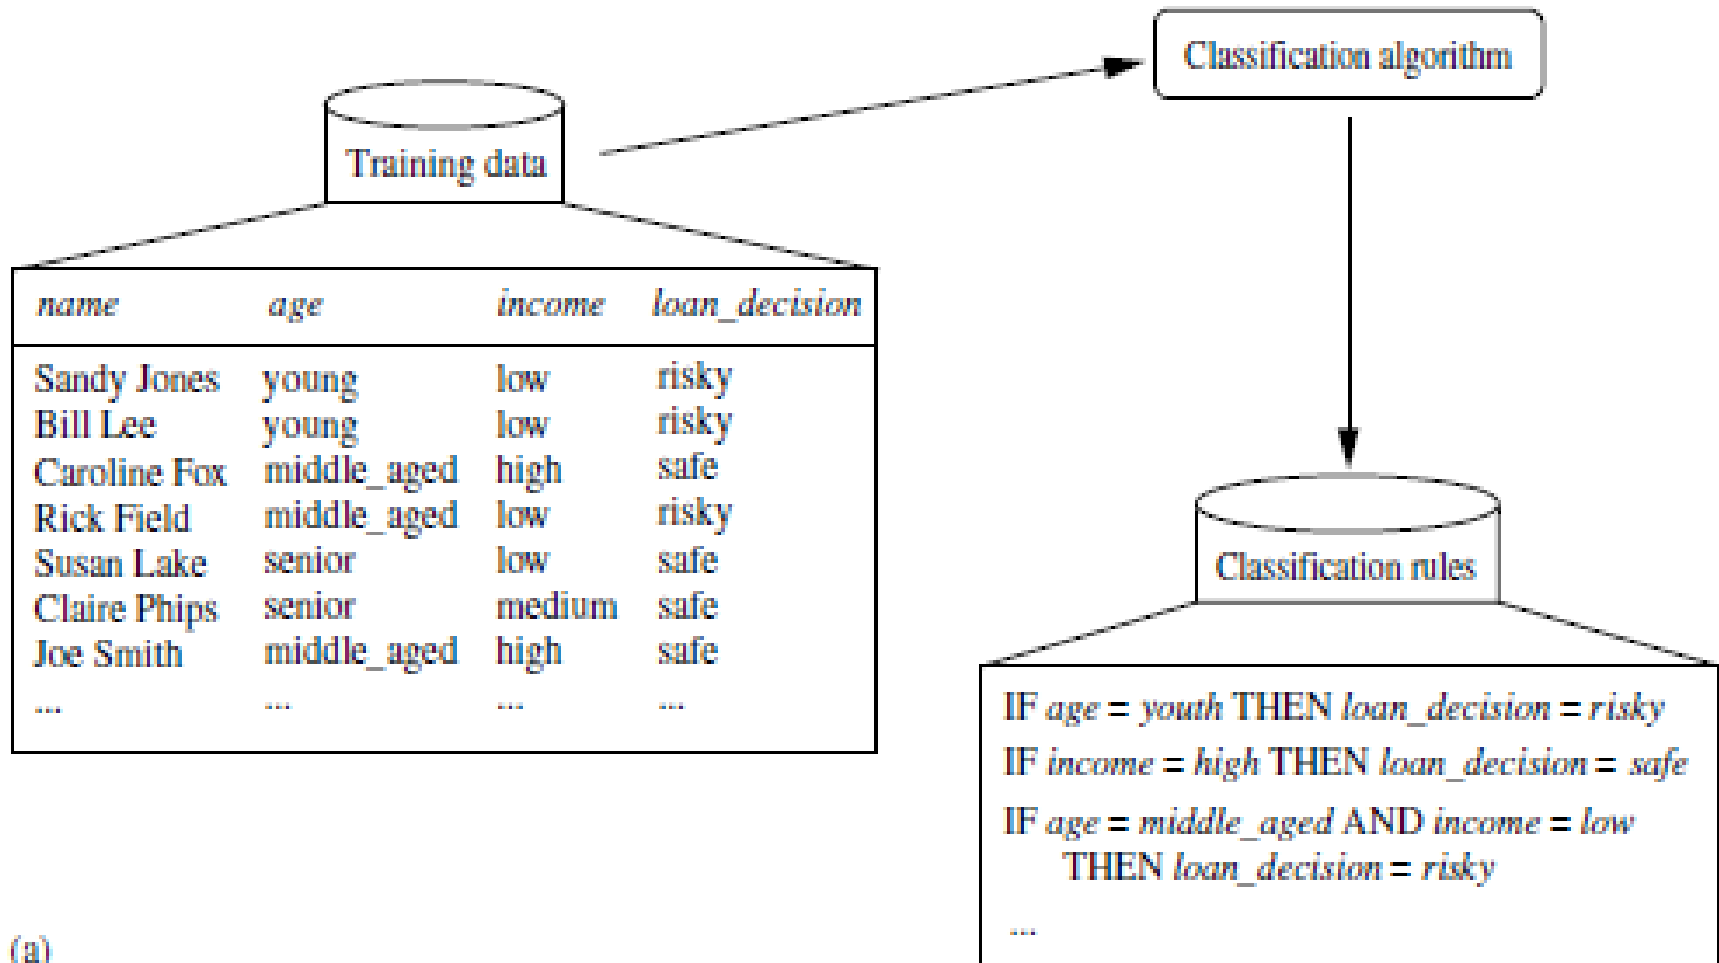 Classification algorithm
Training data
name age income loan_decision
Sandy Jones young low risky
Bill Lee young low risky
Caroline Fox middle_aged high safe
Rick Field middle_aged low risky
Susan Lake senior low safe
Claire Phips senior medium safe
Joe Smith middle_aged high safe
... ... ... ...
Classification rules
IF age = youth THEN loan_decision = risky
IF income = high THEN loan_decision = safe
IF age = middle_aged AND income = low
THEN loan_decision = risky
...
(a)